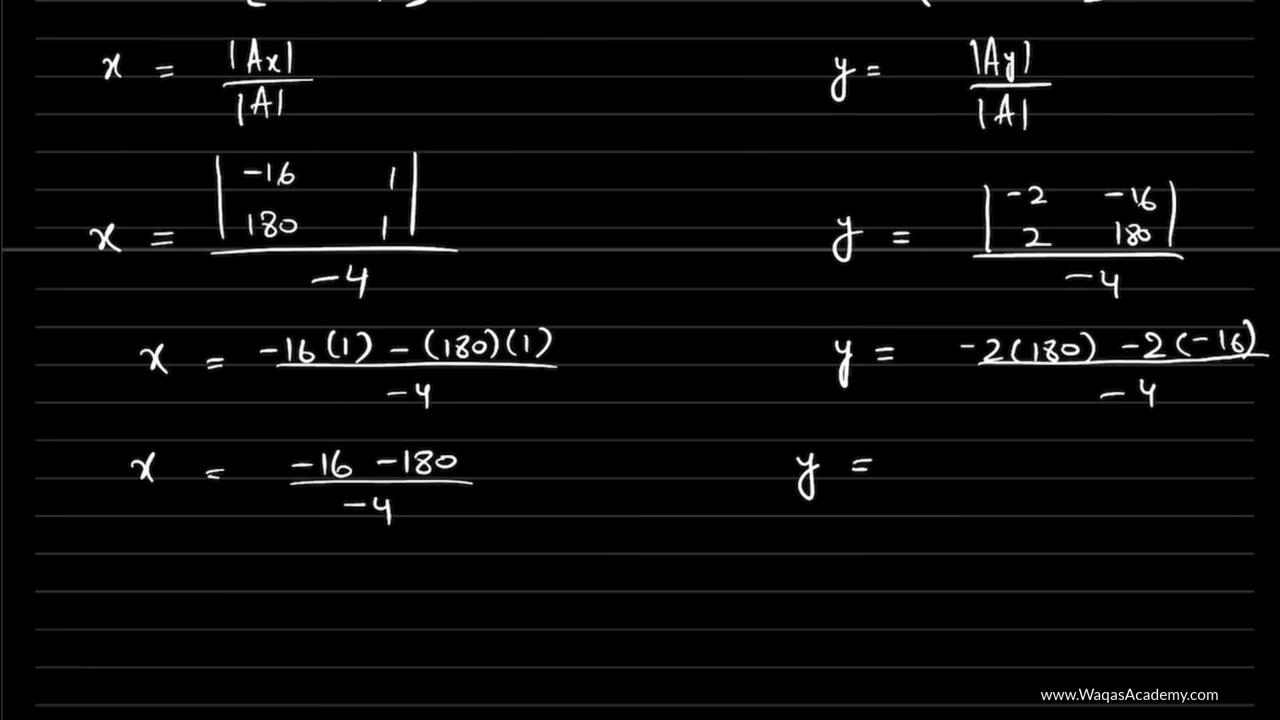 x = |Ax| / |A|
y = |Ay| / |A|
x = | -16 1 |
| 180 1 |
-4
y = | -2 -16 |
| 2 180 |
-4
x = -16(1) - (180)(1) / -4
y = -2(180) -2(-16) / -4
x = -16 -180 / -4
y =
www.WaqasAcademy.com